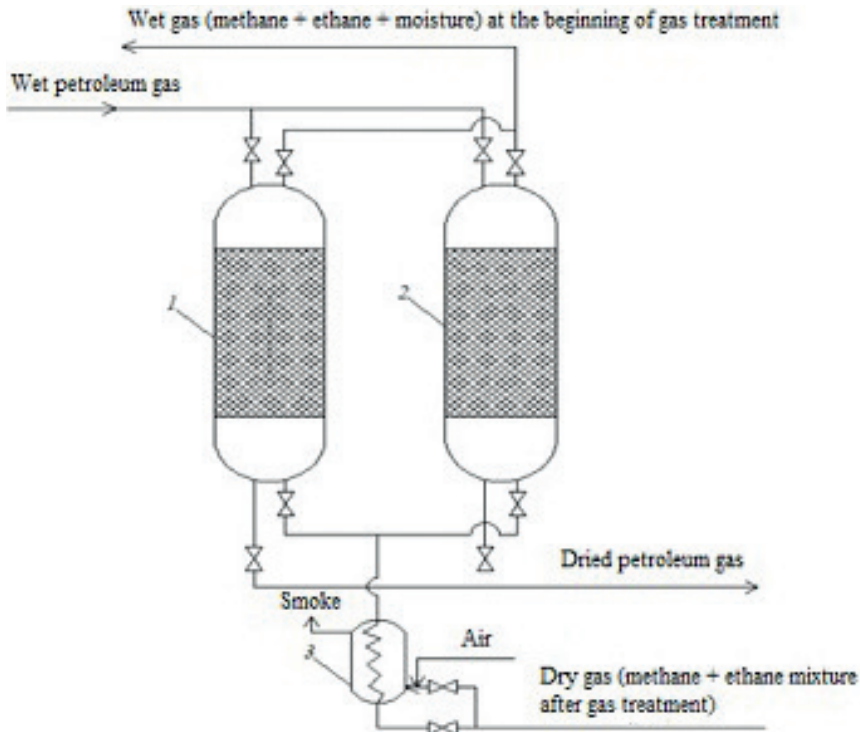 Wet gas (methane + ethane + moisture) at the beginning of gas treatment
Wet petroleum gas
1
2
Dried petroleum gas
Smoke
3
Air
Dry gas (methane + ethane mixture
after gas treatment)